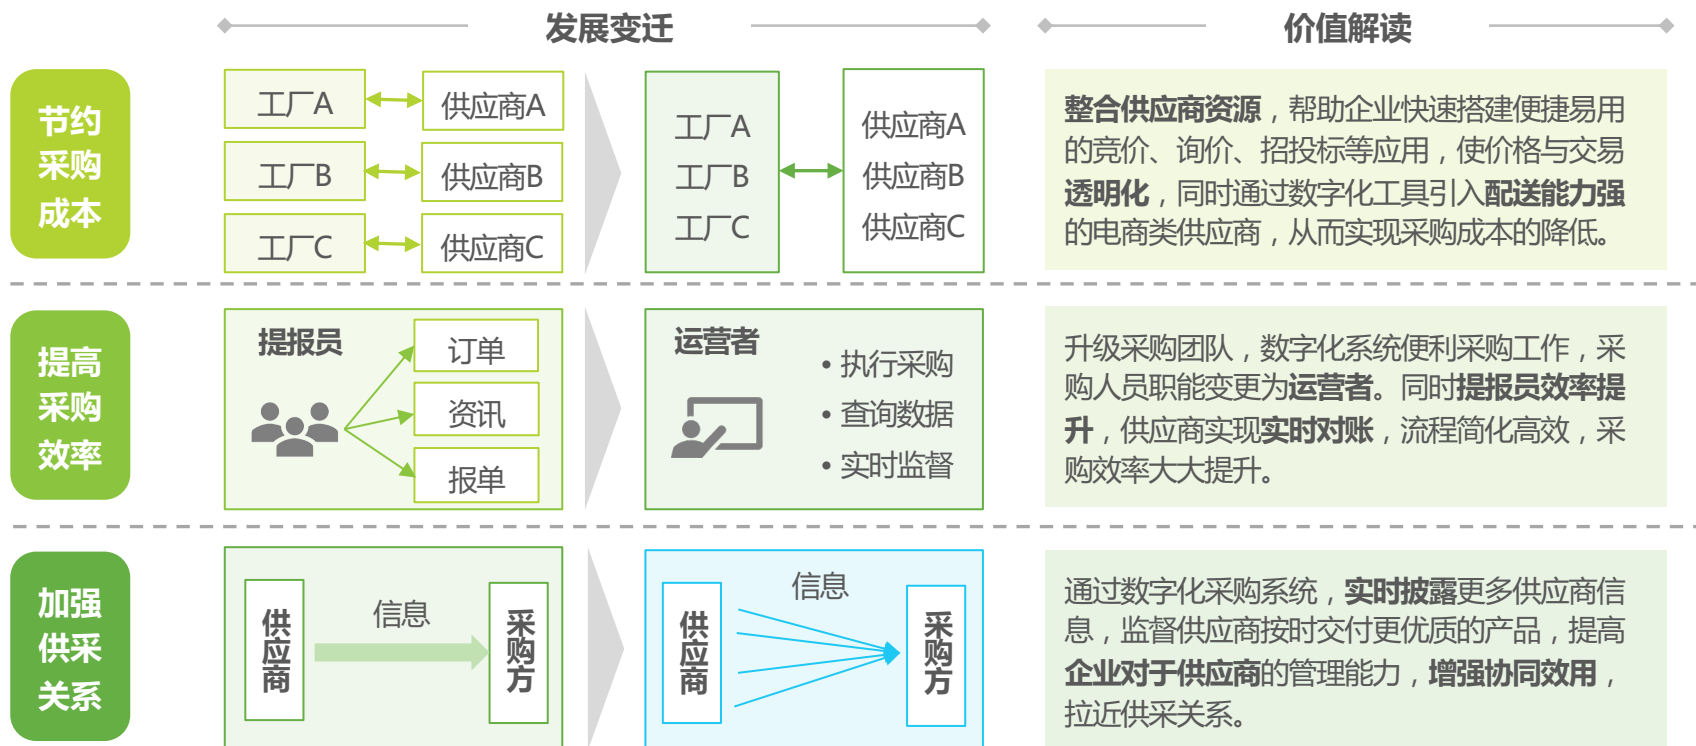 发展变迁
价值解读
节约
采购
成本
工厂A
供应商A
工厂B
供应商B
工厂C
供应商C
工厂A
工厂B
工厂C
供应商A
供应商B
供应商C
整合供应商资源，帮助企业快速搭建便捷易用
的竞价、询价、招投标等应用，使价格与交易
透明化，同时通过数字化工具引入配送能力强
的电商类供应商，从而实现采购成本的降低。
提高
采购
效率
提报员
订单
资讯
报单
运营者
• 执行采购
• 查询数据
• 实时监督
升级采购团队，数字化系统便利采购工作，采
购人员职能变更为运营者。同时提报员效率提
升，供应商实现实时对账，流程简化高效，采
购效率大大提升。
加强
供采
关系
供应商
信息
采购方
供应商
信息
采购方
通过数字化采购系统，实时披露更多供应商信
息，监督供应商按时交付更优质的产品，提高
企业对于供应商的管理能力，增强协同效用，
拉近供采关系。